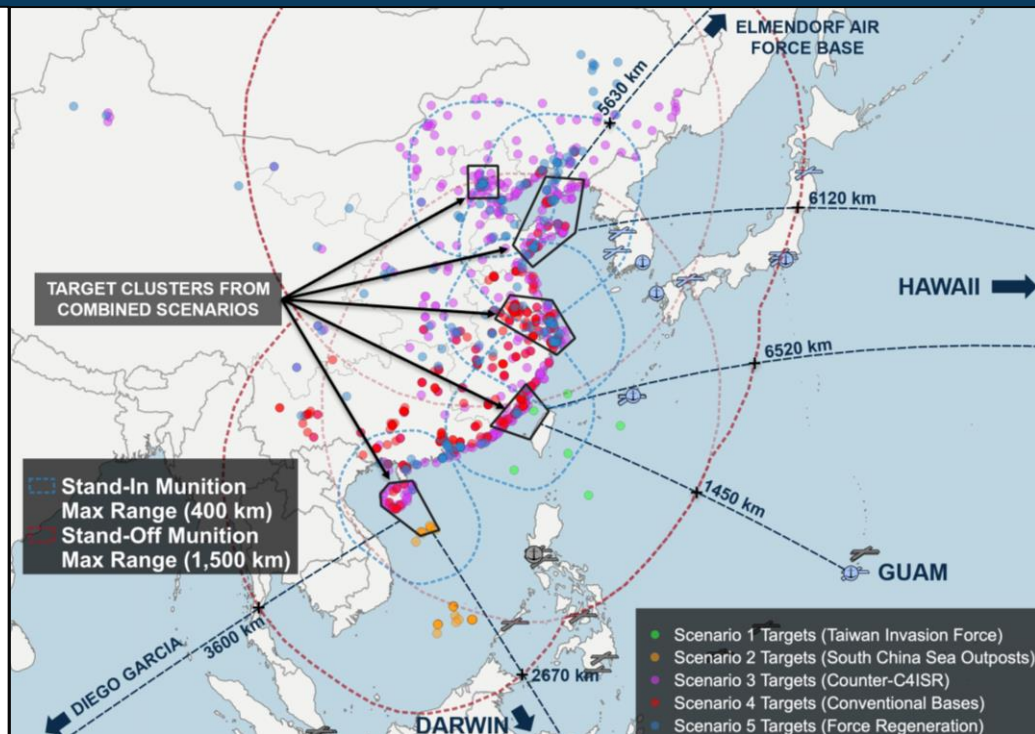 ELMENDORF AIR
FORCE BASE
5630 km
6120 km
TARGET CLUSTERS FROM
COMBINED SCENARIOS
HAWAII
6520 km
Stand-In Munition
Max Range (400 km)
Stand-Off Munition
Max Range (1,500 km)
1450 km
GUAM
3600 km
DIEGO GARCIA
2670 km
DARWIN
Scenario 1 Targets (Taiwan Invasion Force)
Scenario 2 Targets (South China Sea Outposts)
Scenario 3 Targets (Counter-C4ISR)
Scenario 4 Targets (Conventional Bases)
Scenario 5 Targets (Force Regeneration)